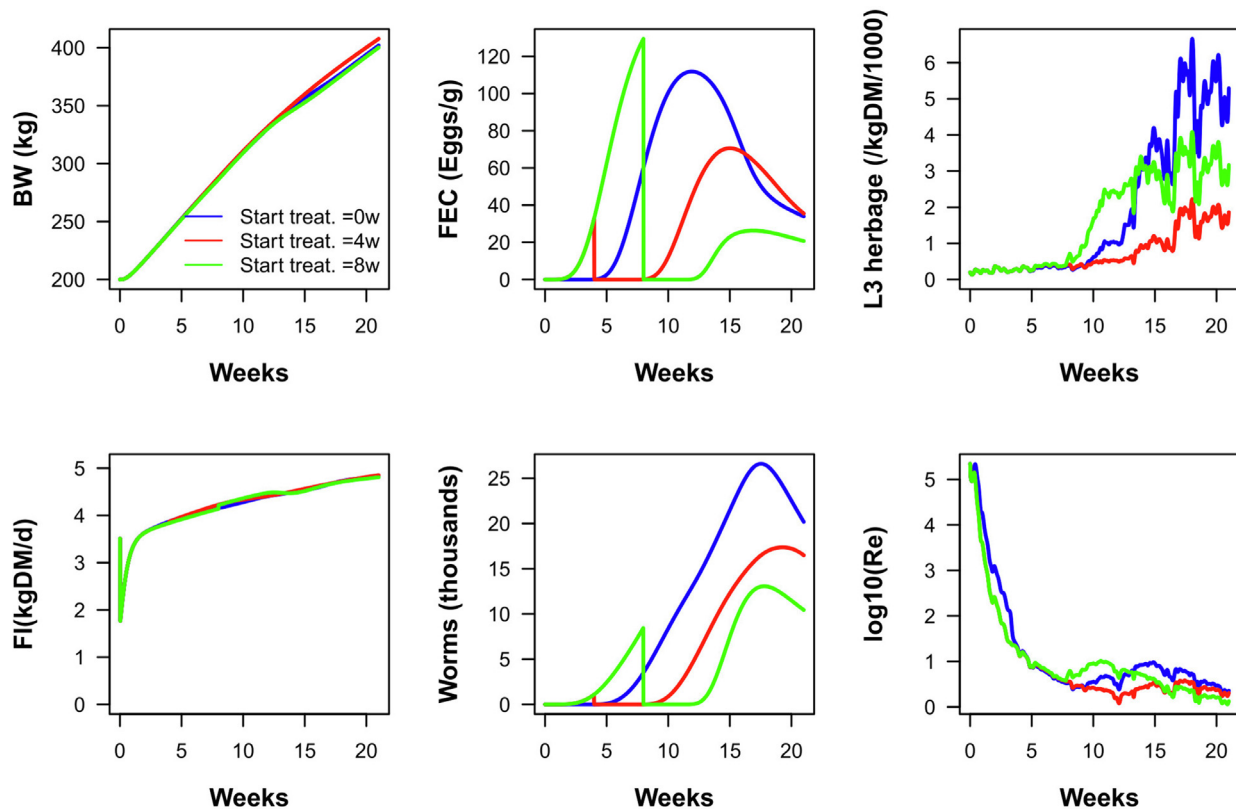 BW (kg)
400
350
300
250
200
Start treat. =0w
Start treat. =4w
Start treat. =8w
0 5 10 15 20
Weeks
FEC (Eggs/g)
120
100
80
60
40
20
0
0 5 10 15 20
Weeks
L3 herbage (/kgDM/1000)
6
5
4
3
2
1
0
0 5 10 15 20
Weeks
FI(kgDM/d)
5
4
3
2
1
0
0 5 10 15 20
Weeks
Worms (thousands)
25
20
15
10
5
0
0 5 10 15 20
Weeks
log10(Re)
5
4
3
2
1
0
0 5 10 15 20
Weeks